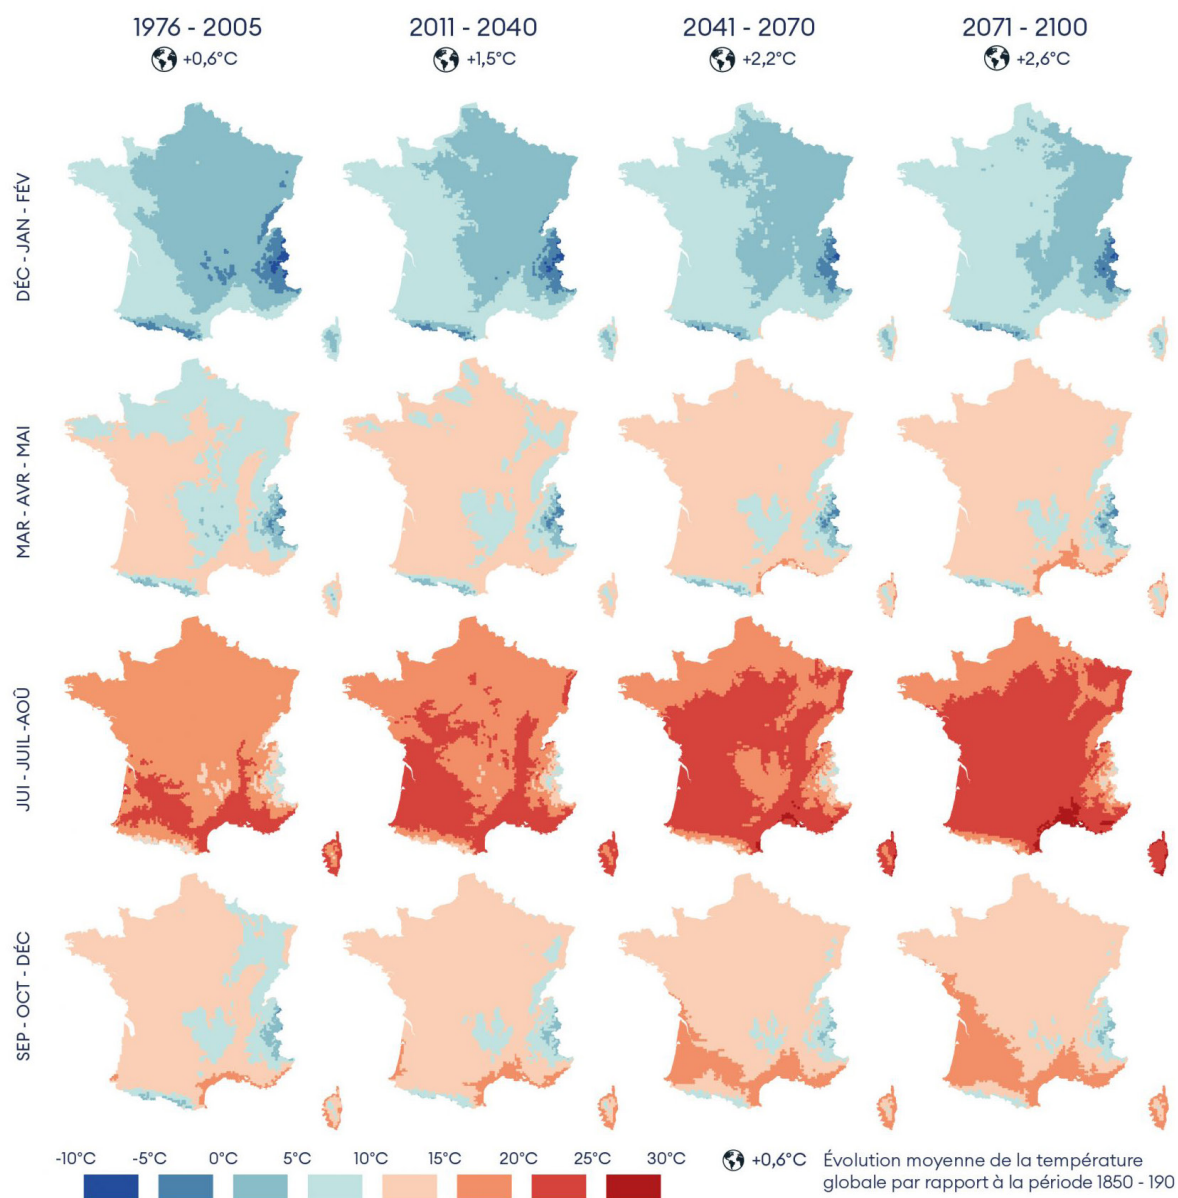 1976 - 2005
2011 - 2040
2041 - 2070
2071 - 2100
+0,6°C
+1,5°C
+2,2°C
+2,6°C
DÉC - JAN - FÉV
MAR - AVR - MAI
JUI - JUIL -AOÛ
SEP - OCT - DÉC
-10°C
-5°C
0°C
5°C
10°C
15°C
20°C
25°C
30°C
+0,6°C
Évolution moyenne de la température
globale par rapport à la période 1850 - 190